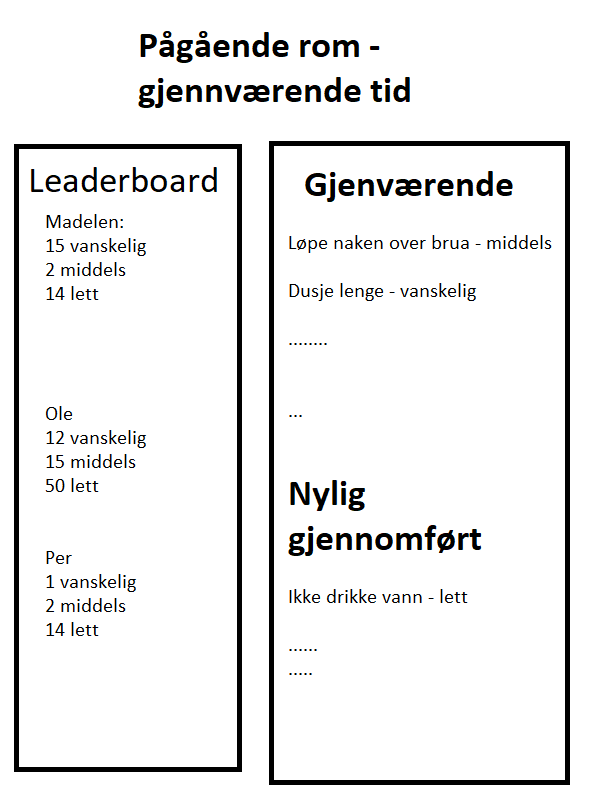 Pågående rom -
gjennværende tid
Leaderboard
Madelen:
15 vanskelig
2 middels
14 lett
Ole
12 vanskelig
15 middels
50 lett
Per
1 vanskelig
2 middels
14 lett
Gjenværende
Løpe naken over brua - middels
Dusje lenge - vanskelig
........
...
Nylig
gjennomført
Ikke drikke vann - lett
......
.....